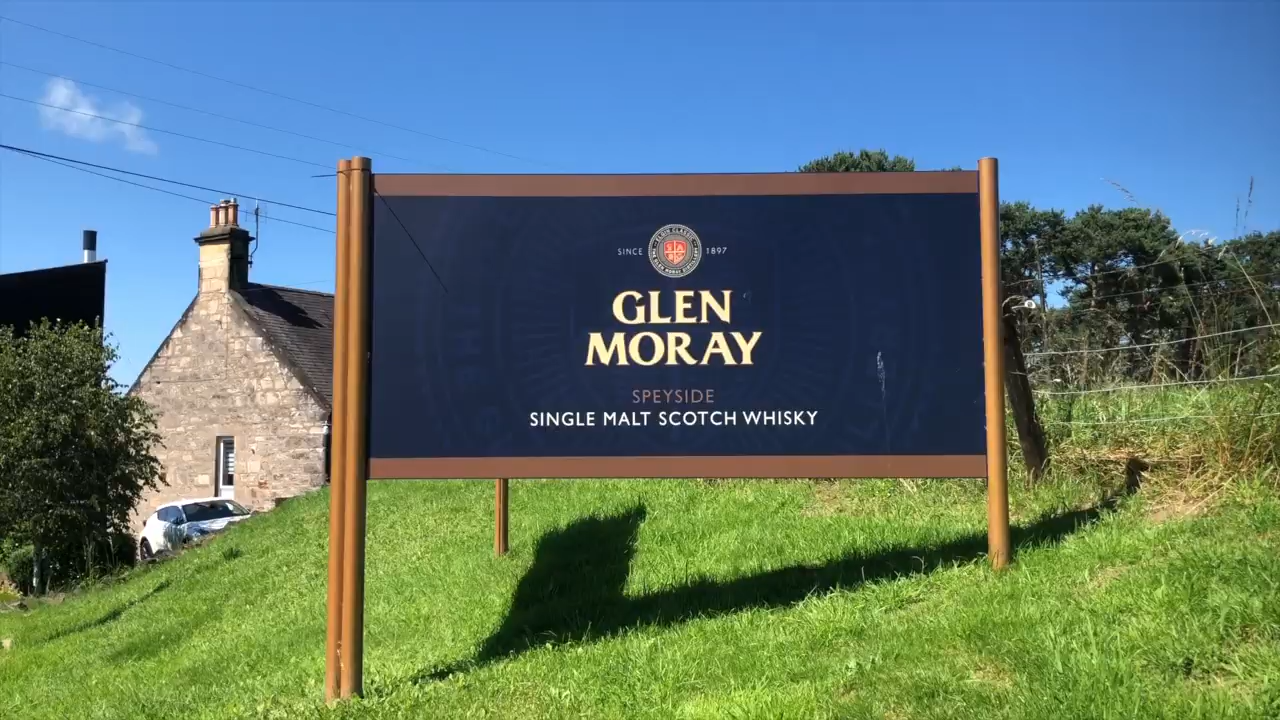 SINCE 1897
GLEN
MORAY
SPEYSIDE
SINGLE MALT SCOTCH WHISKY